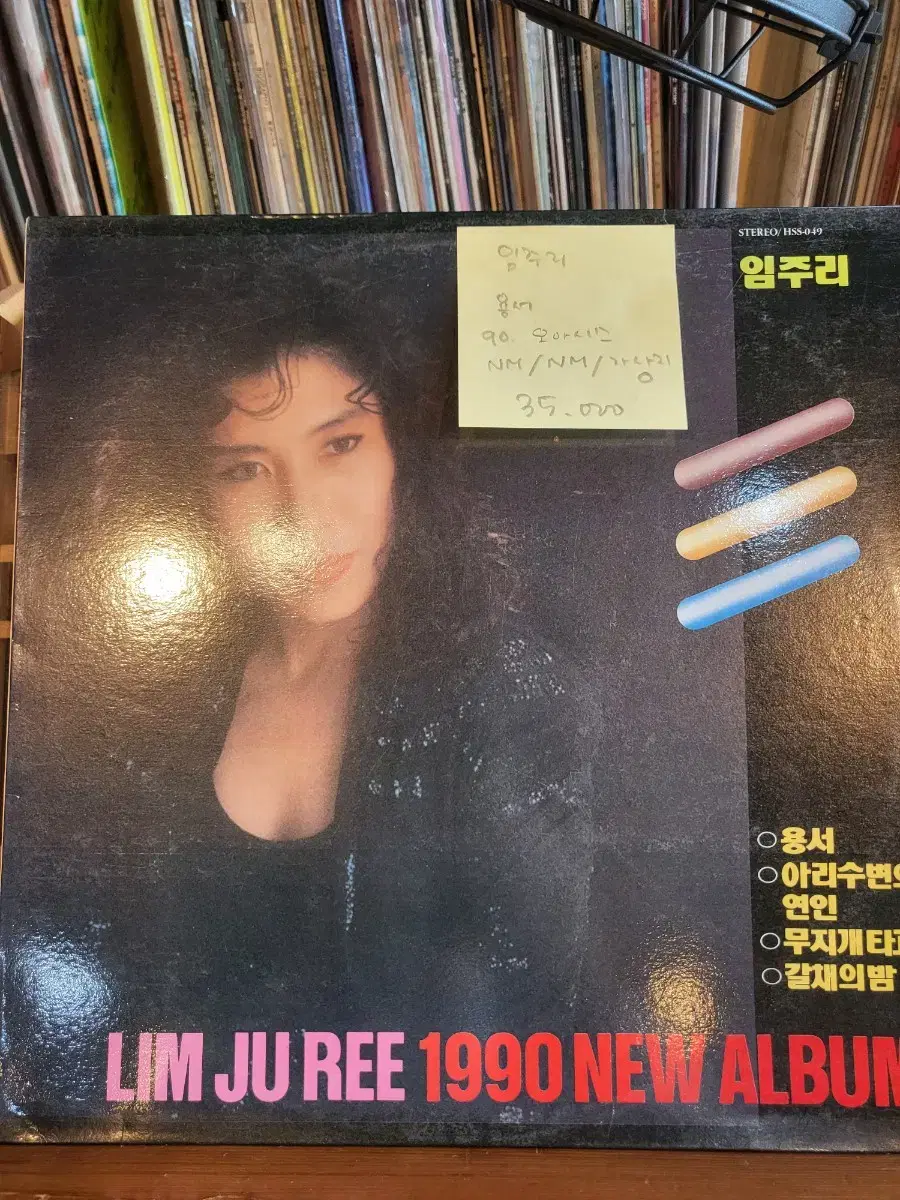 STEREO/HSS-049
임주리
임주리
용서
90. 오아시스
NM/NM/가사지
35.000
○용서
○아리수변의
연인
○무지개타고
○갈채의밤
LIM JU REE 1990 NEW ALBUM